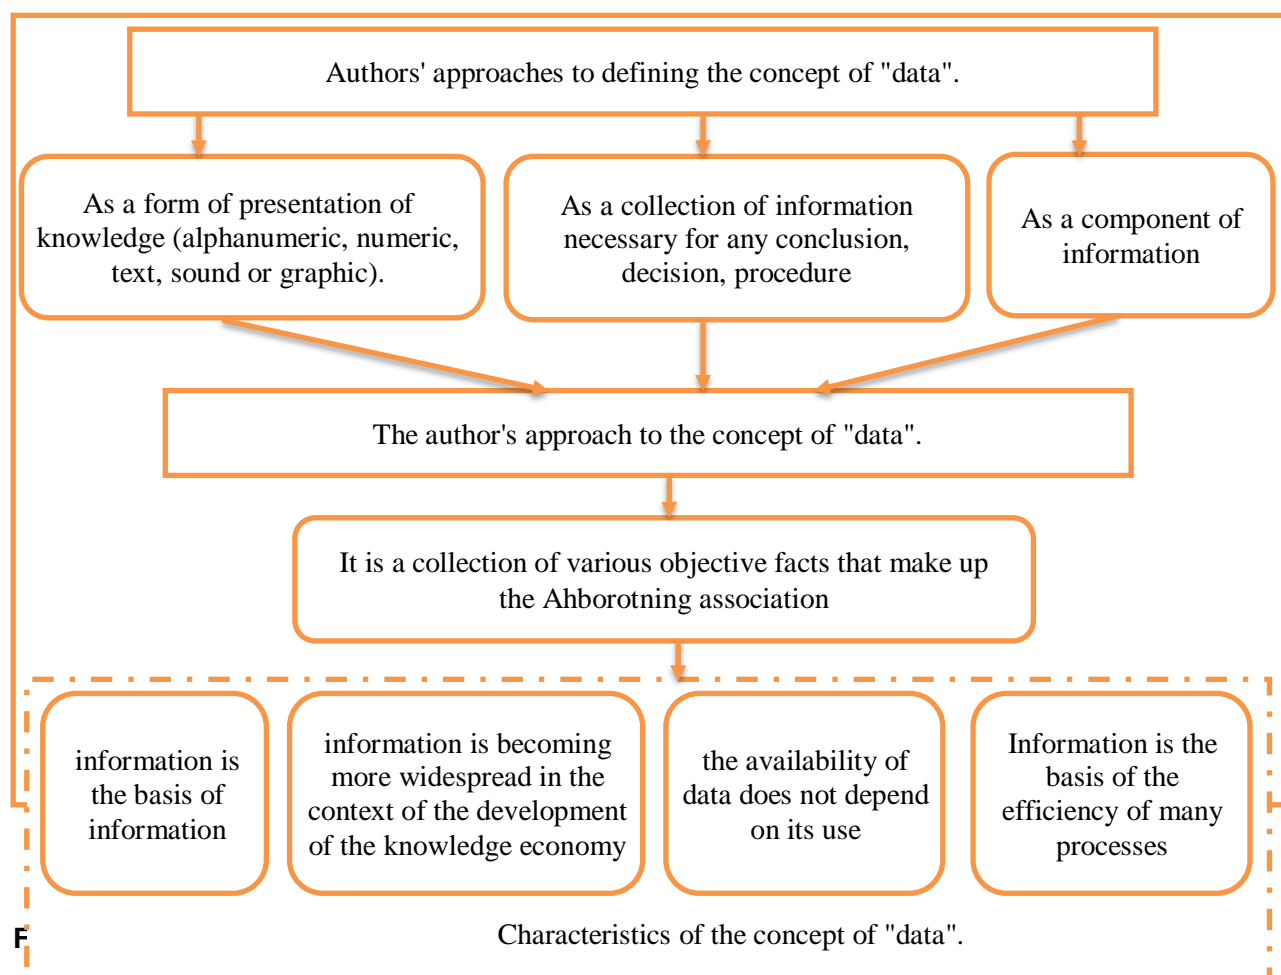 Authors' approaches to defining the concept of "data".
As a form of presentation of
knowledge (alphanumeric, numeric,
text, sound or graphic).
As a collection of information
necessary for any conclusion,
decision, procedure
As a component of
information
The author's approach to the concept of "data".
It is a collection of various objective facts that make up
the Ahborotning association
information is
the basis of
information
information is becoming
more widespread in the
context of the development
of the knowledge economy
the availability of
data does not depend
on its use
Information is the
basis of the
efficiency of many
processes
F
Characteristics of the concept of "data".